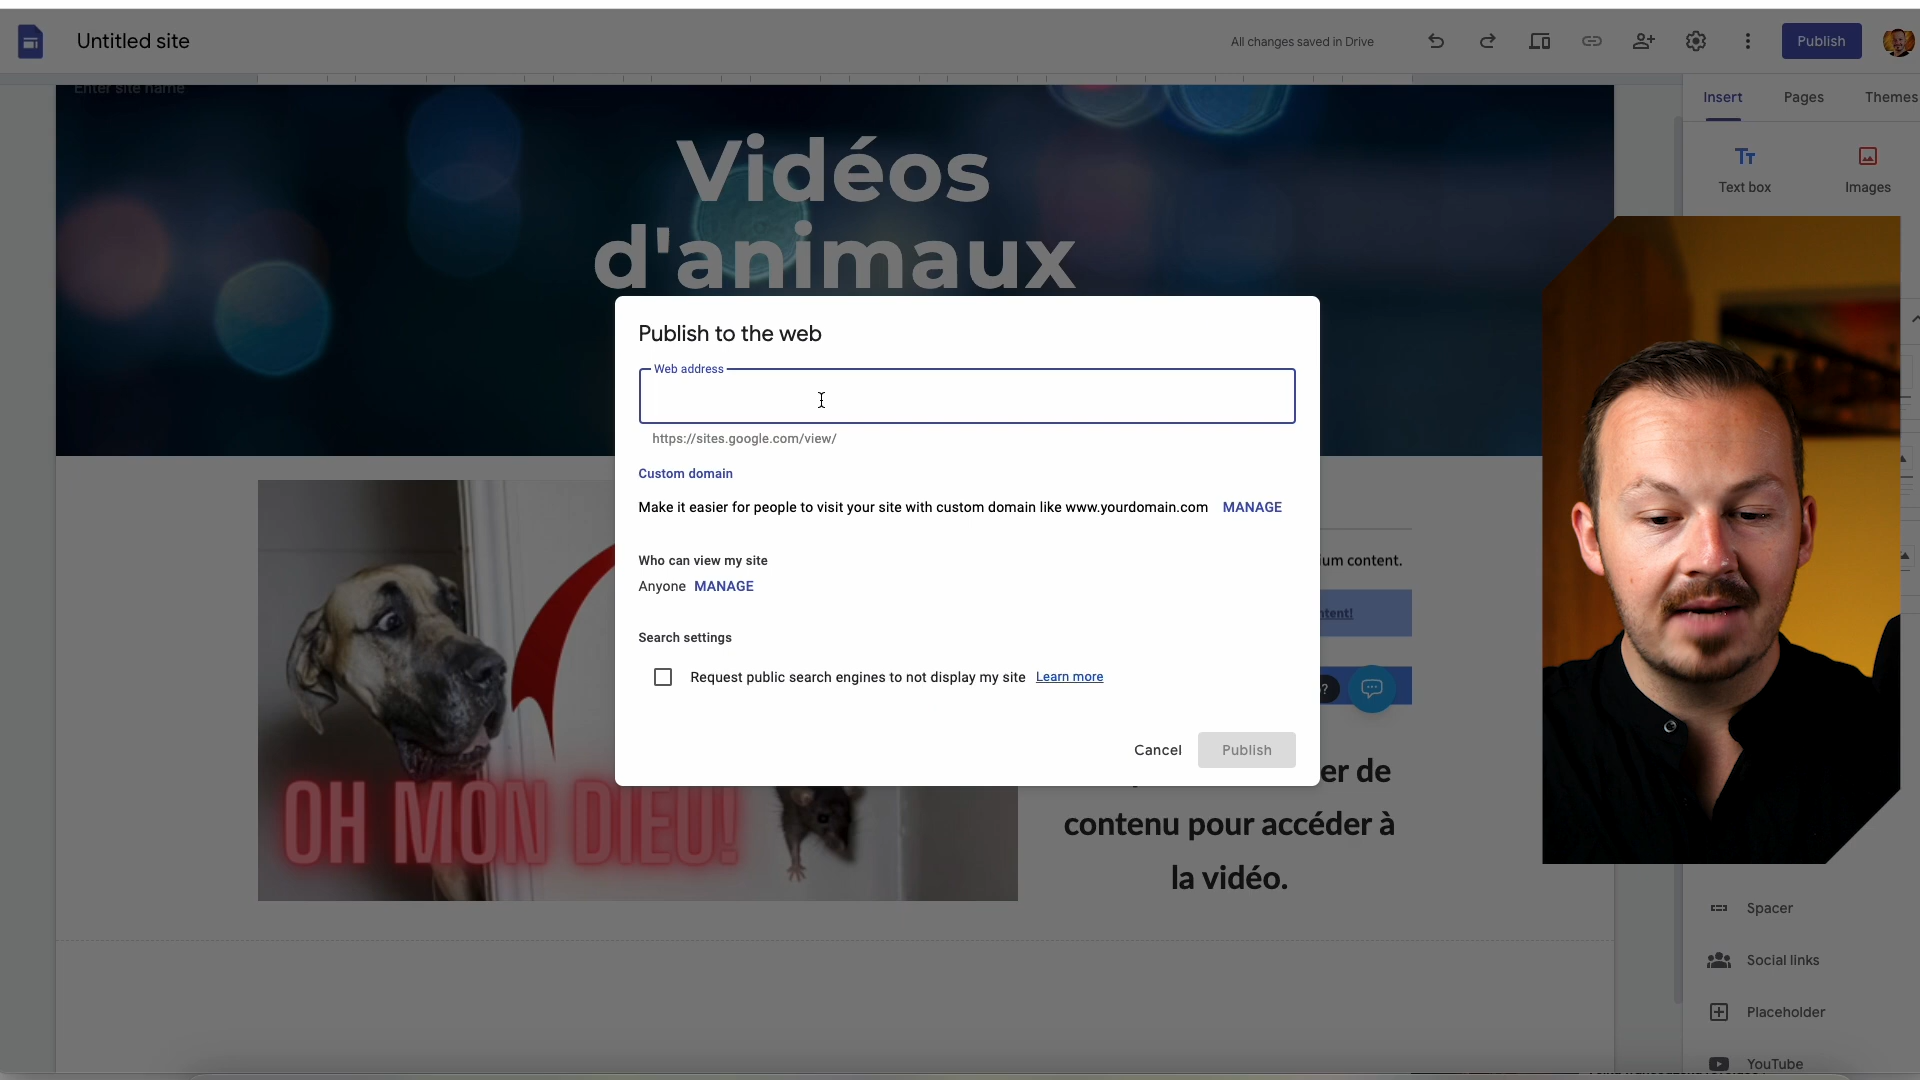 Untitled site
All changes saved in Drive
Publish
Enter site name
Insert
Pages
Themes
Text box
Images
Vidéos
d'animaux
Publish to the web
Web address
https://sites.google.com/view/
Custom domain
Make it easier for people to visit your site with custom domain like www.yourdomain.com
MANAGE
Who can view my site
Anyone
MANAGE
Search settings
Request public search engines to not display my site
Learn more
Cancel
Publish
content.
OH MON DIEU!
de
contenu pour accéder à
la vidéo.
Spacer
Social links
Placeholder
YouTube